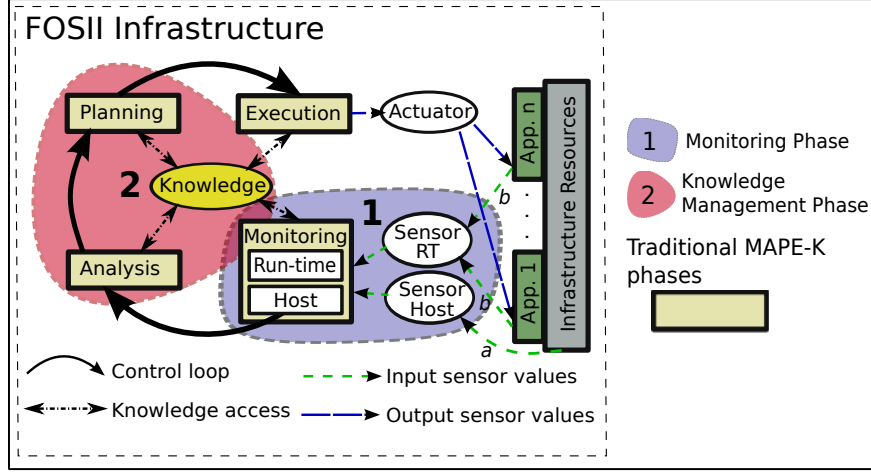 FOSII Infrastructure
Planning
Execution
Actuator
App. n
Infrastructure Resources
1
Monitoring Phase
2
Knowledge
Management Phase
2
Knowledge
b
1
Monitoring
Run-time
Host
Sensor
RT
Sensor
Host
Analysis
. . . .
App. 1
b
a
Traditional MAPE-K
phases
Control loop
Input sensor values
Knowledge access
Output sensor values